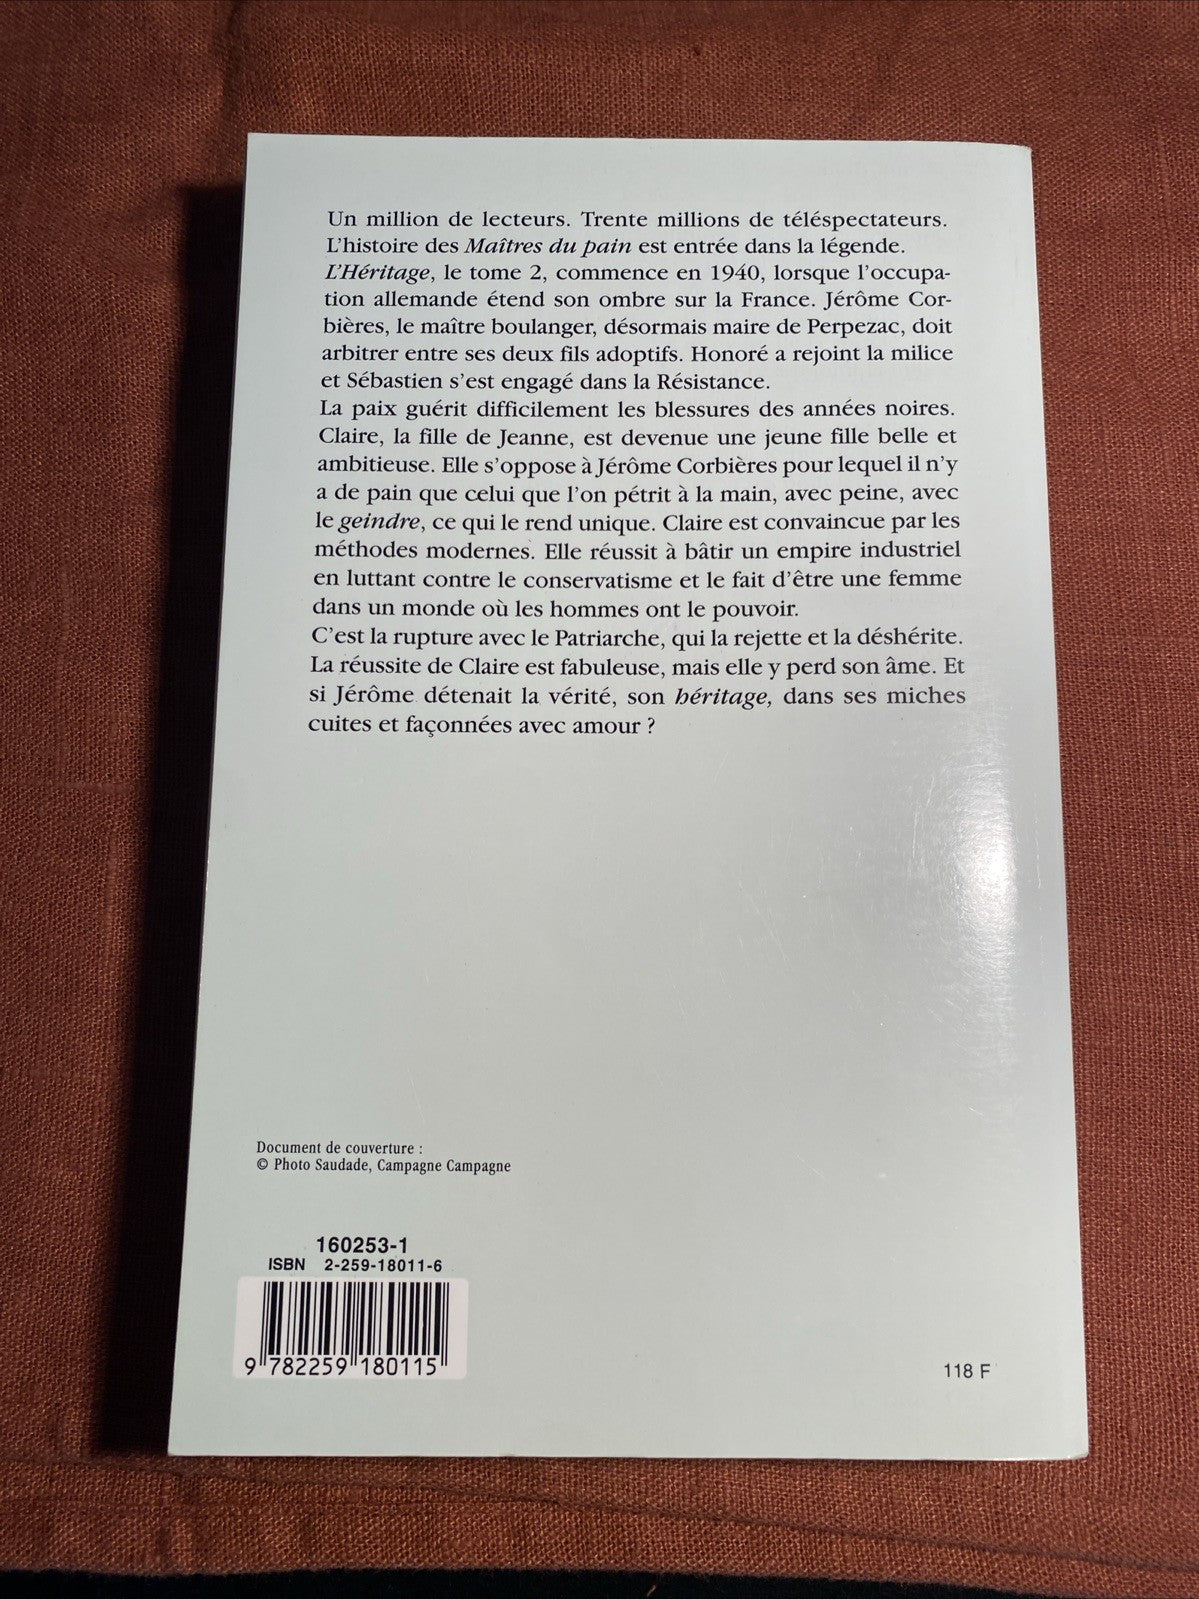 Un million de lecteurs. Trente millions de téléspectateurs.
L'histoire des Maîtres du pain est entrée dans la légende.
L'Héritage, le tome 2, commence en 1940, lorsque l'occupa-
tion allemande étend son ombre sur la France. Jérôme Cor-
bières, le maître boulanger, désormais maire de Perpezac, doit
arbitrer entre ses deux fils adoptifs. Honoré a rejoint la milice
et Sébastien s'est engagé dans la Résistance.
La paix guérit difficilement les blessures des années noires.
Claire, la fille de Jeanne, est devenue une jeune fille belle et
ambitieuse. Elle s'oppose à Jérôme Corbières pour lequel il n'y
a de pain que celui que l'on pétrit à la main, avec peine, avec
le geindre, ce qui le rend unique. Claire est convaincue par les
méthodes modernes. Elle réussit à bâtir un empire industriel
en luttant contre le conservatisme et le fait d'être une femme
dans un monde où les hommes ont le pouvoir.
C'est la rupture avec le Patriarche, qui la rejette et la déshérite.
La réussite de Claire est fabuleuse, mais elle y perd son âme. Et
si Jérôme détenait la vérité, son héritage, dans ses miches
cuites et façonnées avec amour ?
Document de couverture :
© Photo Saudade, Campagne Campagne
160253-1
ISBN 2-259-18011-6
9 782259 180115
118 F